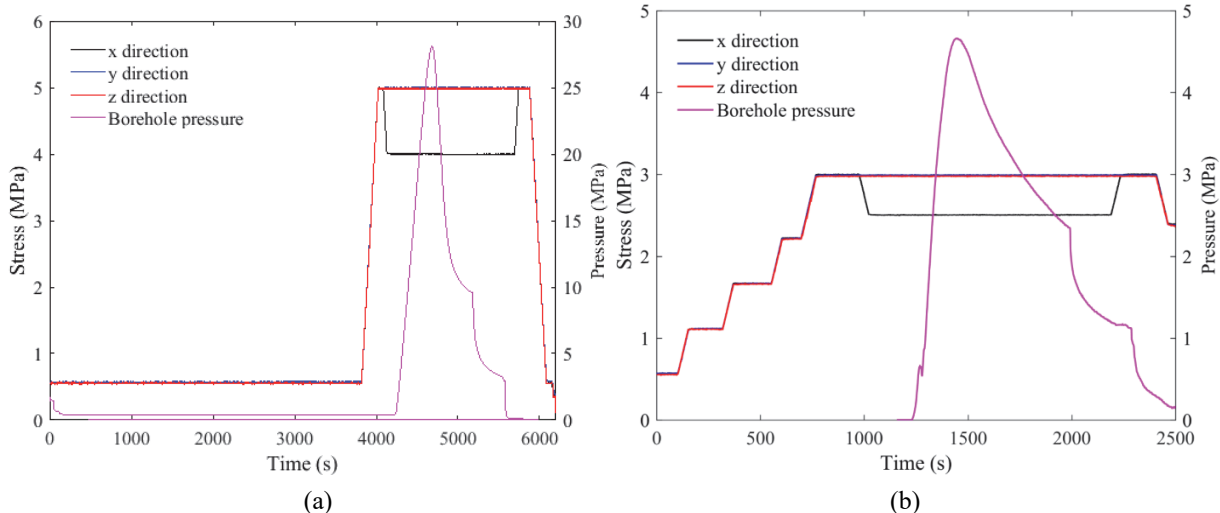 6
5
4
3
2
1
0
30
25
20
15
10
5
0
0
1000
2000
3000
4000
5000
6000
Stress (MPa)
Pressure (MPa)
Time (s)
x direction
y direction
z direction
Borehole pressure
(a)
5
4
3
2
1
0
5
4
3
2
1
0
0
500
1000
1500
2000
2500
Stress (MPa)
Pressure (MPa)
Time (s)
x direction
y direction
z direction
Borehole pressure
(b)